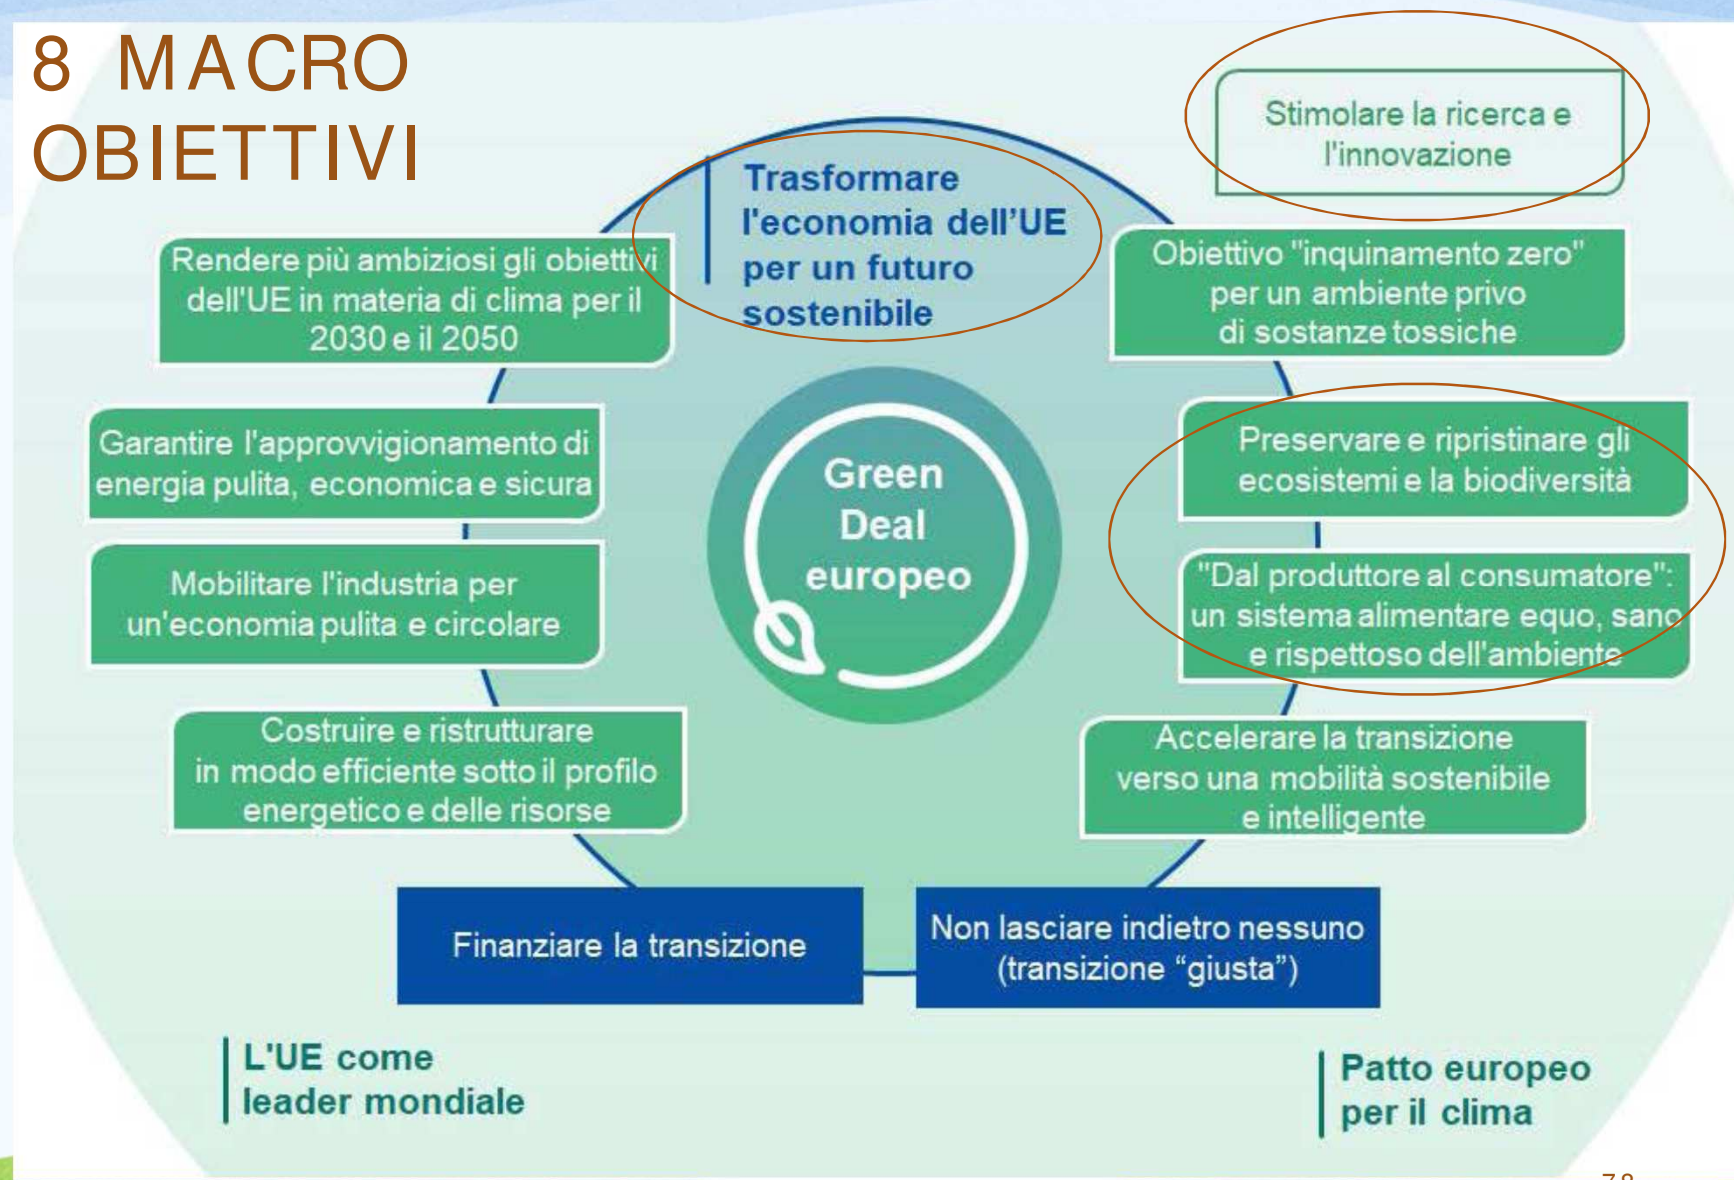 8 MACRO
OBIETTIVI
Stimolare la ricerca e
l'innovazione
Trasformare
l'economia dell'UE
per un futuro
sostenibile
Rendere più ambiziosi gli obiettivi
dell'UE in materia di clima per il
2030 e il 2050
Obiettivo "inquinamento zero"
per un ambiente privo
di sostanze tossiche
Garantire l'approvvigionamento di
energia pulita, economica e sicura
Preservare e ripristinare gli
ecosistemi e la biodiversità
Green
Deal
europeo
Mobilitare l'industria per
un'economia pulita e circolare
"Dal produttore al consumatore":
un sistema alimentare equo, sano
e rispettoso dell'ambiente
Costruire e ristrutturare
in modo efficiente sotto il profilo
energetico e delle risorse
Accelerare la transizione
verso una mobilità sostenibile
e intelligente
Finanziare la transizione
Non lasciare indietro nessuno
(transizione “giusta”)
L'UE come
leader mondiale
Patto europeo
per il clima